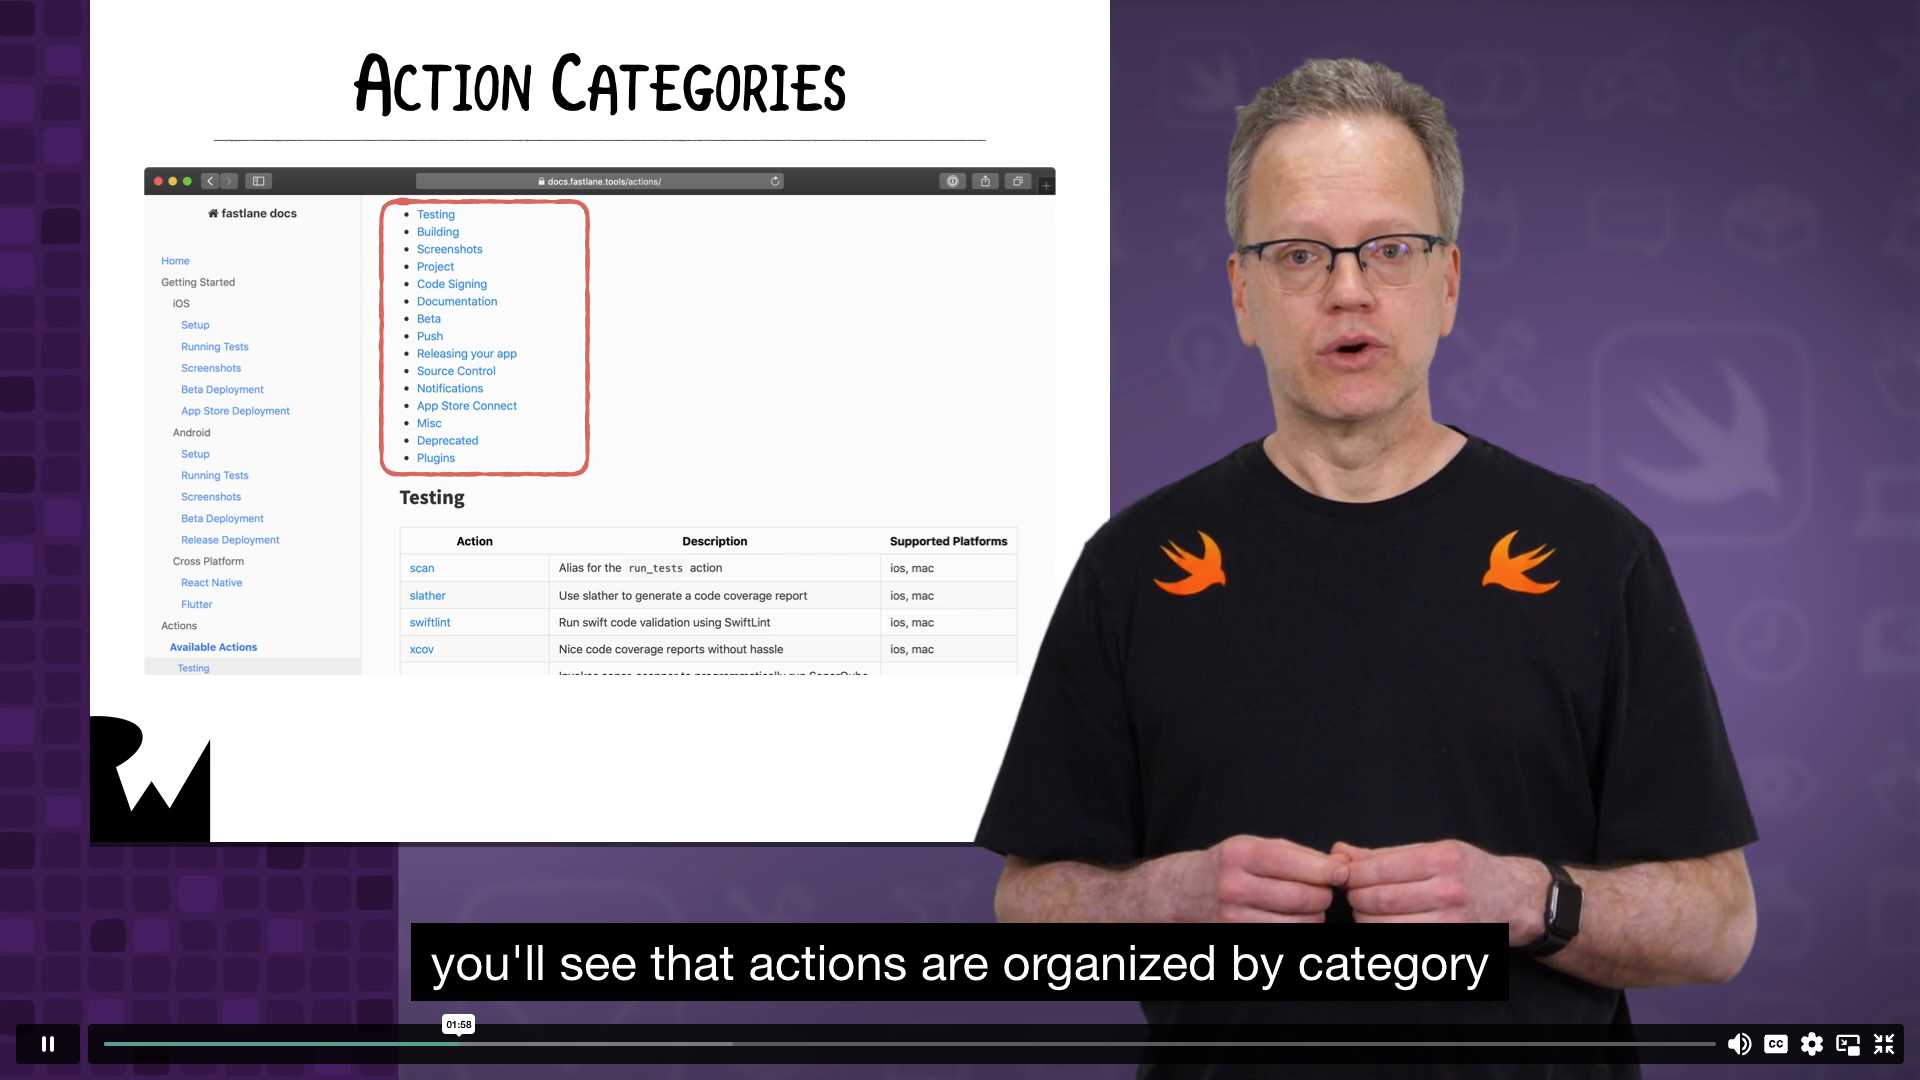 ACTION CATEGORIES
docs.fastlane.tools/actions/
fastlane docs
Home
Getting Started
iOS
Setup
Running Tests
Screenshots
Beta Deployment
App Store Deployment
Android
Setup
Running Tests
Screenshots
Beta Deployment
Release Deployment
Cross Platform
React Native
Flutter
Actions
Available Actions
Testing
Testing
Building
Screenshots
Project
Code Signing
Documentation
Beta
Push
Releasing your app
Source Control
Notifications
App Store Connect
Misc
Deprecated
Plugins
Testing
Action Description Supported Platforms
scan Alias for the run_tests action ios, mac
slather Use slather to generate a code coverage report ios, mac
swiftlint Run swift code validation using SwiftLint ios, mac
xcov Nice code coverage reports without hassle ios, mac
RW
you'll see that actions are organized by category
01:58
CC